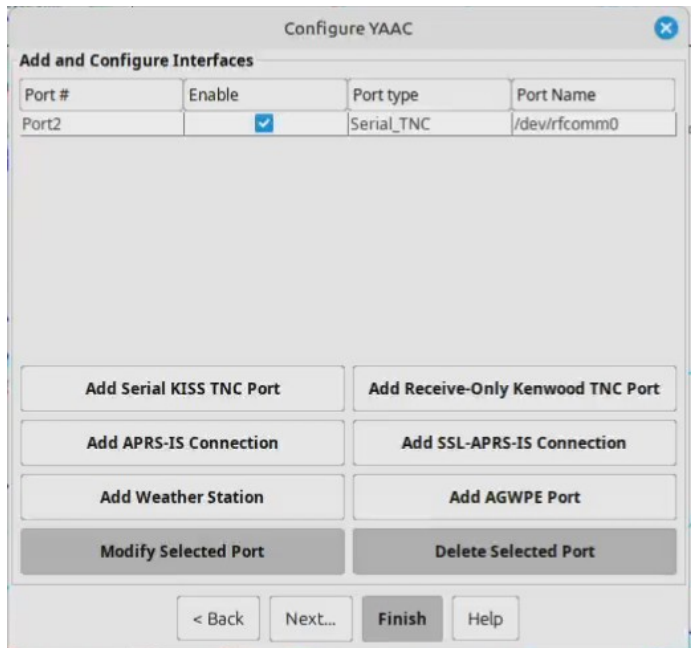 Configure YAAC
Add and Configure Interfaces
Port # Enable Port type Port Name
Port2 Serial_TNC /dev/rfcomm0
Add Serial KISS TNC Port Add Receive-Only Kenwood TNC Port
Add APRS-IS Connection Add SSL-APRS-IS Connection
Add Weather Station Add AGWPE Port
Modify Selected Port Delete Selected Port
< Back Next... Finish Help